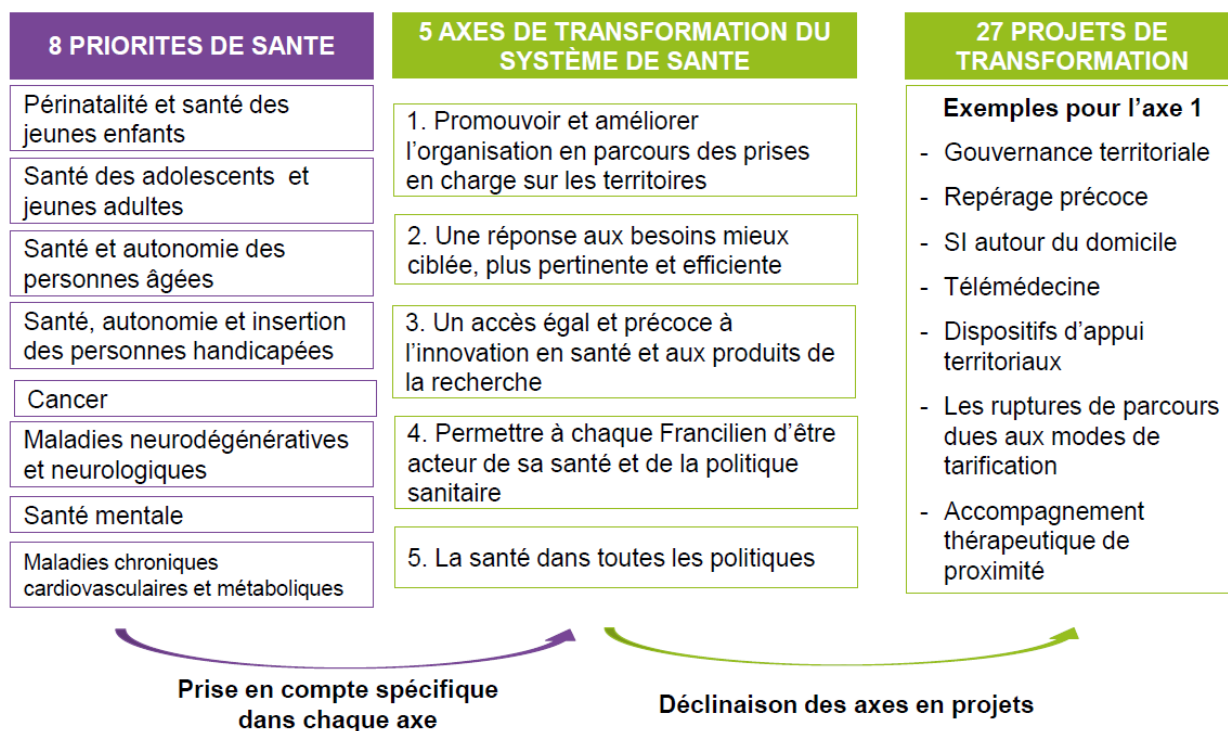 8 PRIORITES DE SANTE
Périnatalité et santé des
jeunes enfants
Santé des adolescents et
jeunes adultes
Santé et autonomie des
personnes âgées
Santé, autonomie et insertion
des personnes handicapées
Cancer
Maladies neurodégénératives
et neurologiques
Santé mentale
Maladies chroniques
cardiovasculaires et métaboliques
5 AXES DE TRANSFORMATION DU
SYSTÈME DE SANTE
1. Promouvoir et améliorer
l’organisation en parcours des prises
en charge sur les territoires
2. Une réponse aux besoins mieux
ciblée, plus pertinente et efficiente
3. Un accès égal et précoce à
l’innovation en santé et aux produits de
la recherche
4. Permettre à chaque Francilien d’être
acteur de sa santé et de la politique
sanitaire
5. La santé dans toutes les politiques
27 PROJETS DE
TRANSFORMATION
Exemples pour l’axe 1
- Gouvernance territoriale
- Repérage précoce
- SI autour du domicile
- Télémédecine
- Dispositifs d’appui
territoriaux
- Les ruptures de parcours
dues aux modes de
tarification
- Accompagnement
thérapeutique de
proximité
Prise en compte spécifique
dans chaque axe
Déclinaison des axes en projets